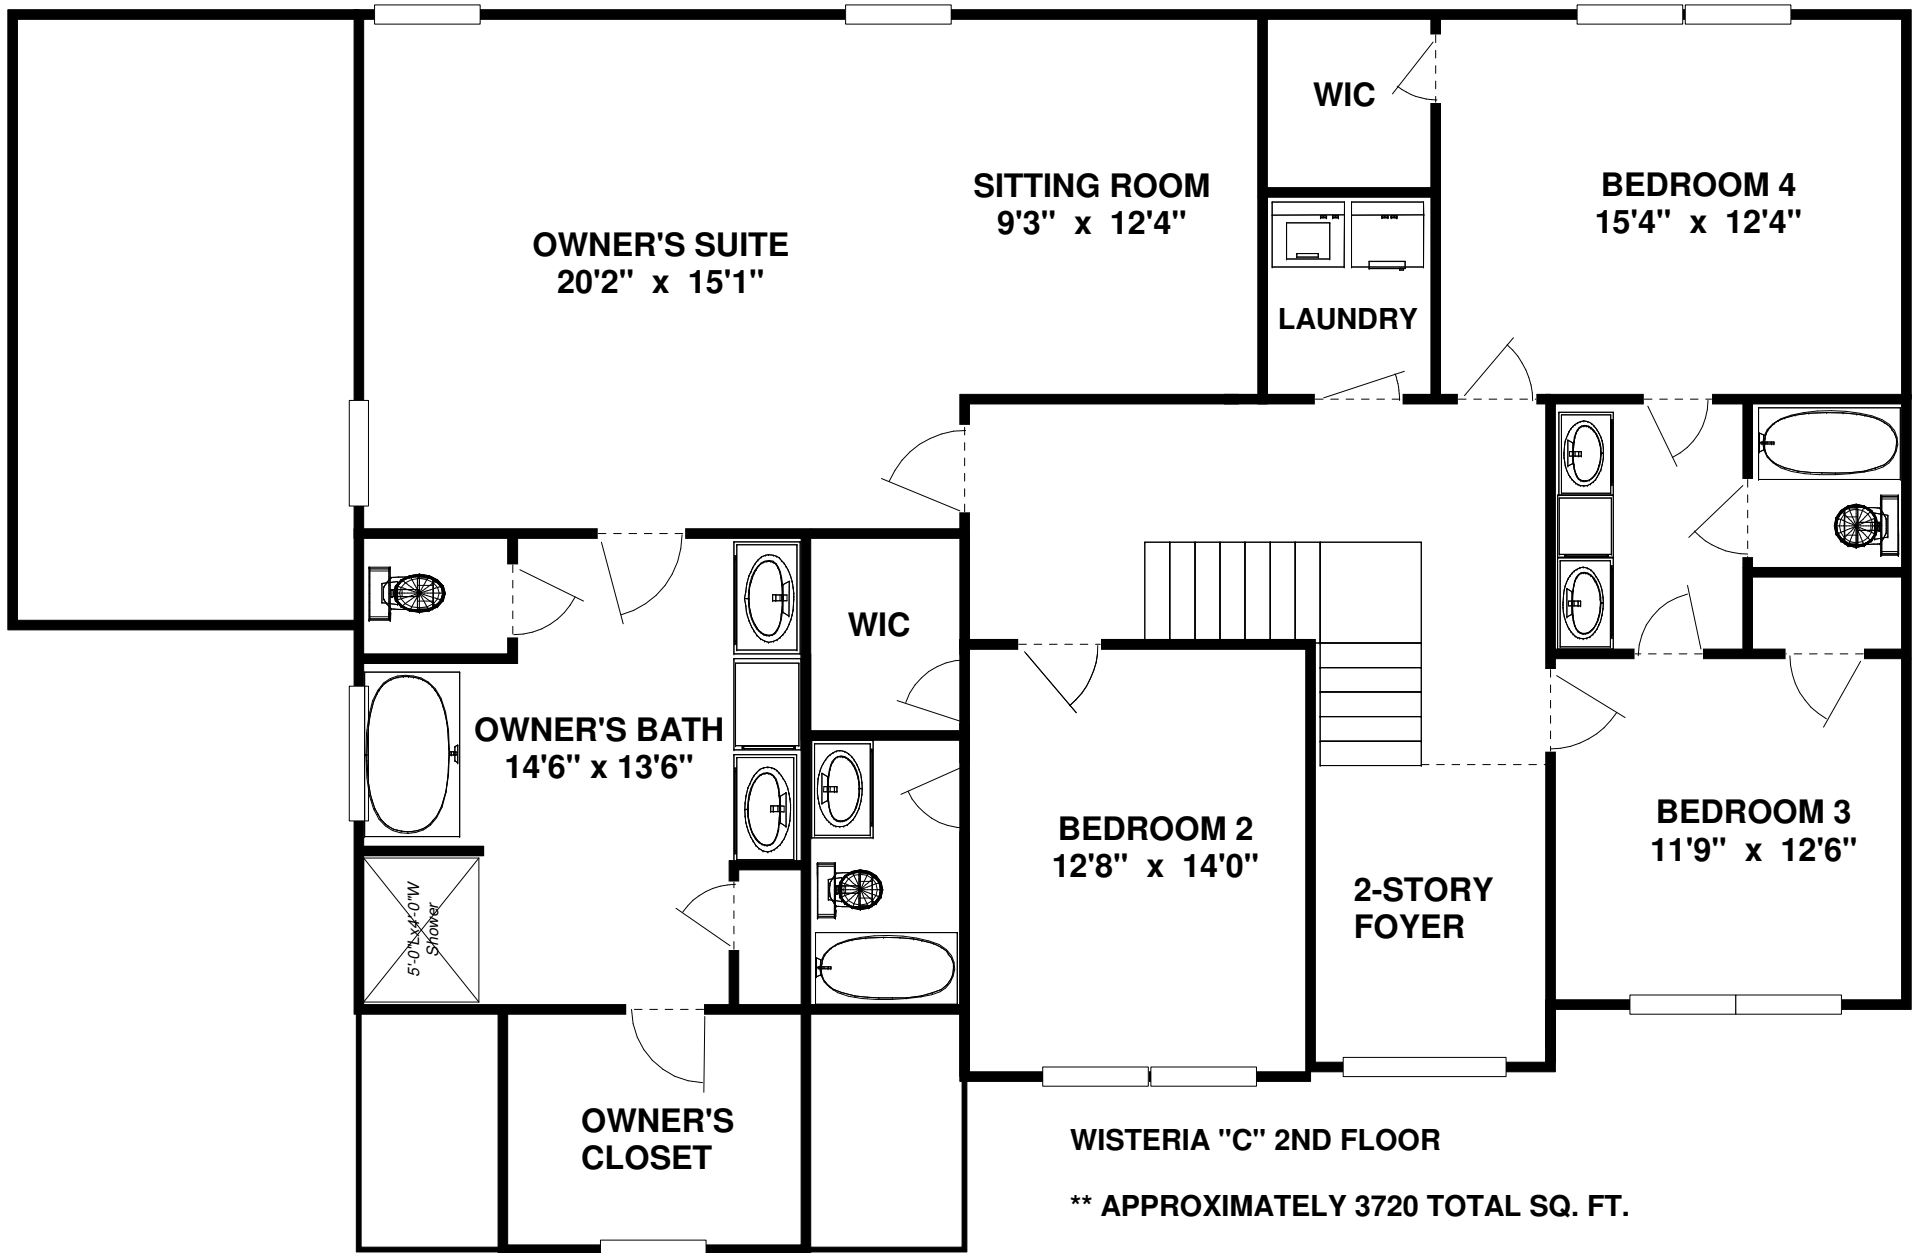 WIC
SITTING ROOM
9'3" x 12'4"
BEDROOM 4
15'4" x 12'4"
OWNER'S SUITE
20'2" x 15'1"
LAUNDRY
WIC
OWNER'S BATH
14'6" x 13'6"
BEDROOM 2
12'8" x 14'0"
BEDROOM 3
11'9" x 12'6"
2-STORY
FOYER
5'-0"Lx4'-0"W
Shower
OWNER'S
CLOSET
WISTERIA "C" 2ND FLOOR
** APPROXIMATELY 3720 TOTAL SQ. FT.